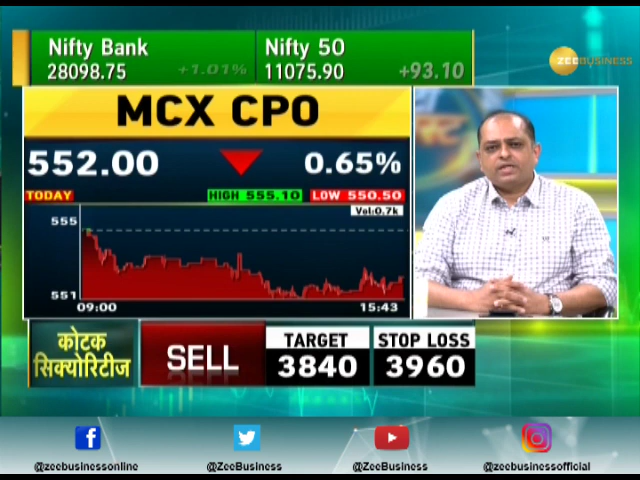 Nifty Bank
28098.75 +1.01%
Nifty 50
11075.90 +93.10
ZEEBUSINESS
MCX CPO
552.00 0.65%
TODAY HIGH 555.10 LOW 550.50
Vol:0.7k
555
551
09:00 15:43
कोटक
सिक्योरिटीज
SELL
TARGET
3840
STOP LOSS
3960
@zeebusinessonline @ZeeBusiness @ZeeBusiness @zeebusinessofficial